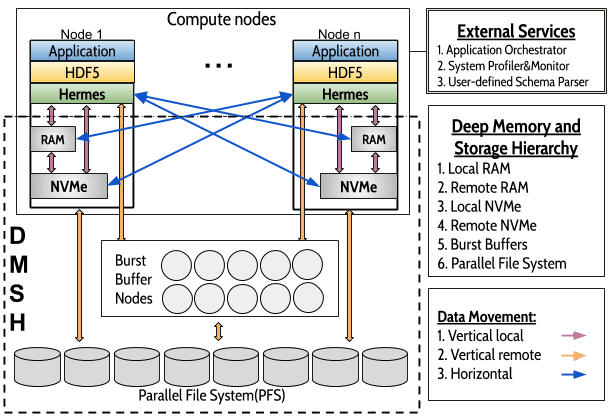 Compute nodes
Node 1
Application
HDF5
Hermes
RAM
NVMe
...
Node n
Application
HDF5
Hermes
RAM
NVMe
DMSH
Burst
Buffer
Nodes
Parallel File System(PFS)
External Services
1. Application Orchestrator
2. System Profiler&Monitor
3. User-defined Schema Parser
Deep Memory and
Storage Hierarchy
1. Local RAM
2. Remote RAM
3. Local NVMe
4. Remote NVMe
5. Burst Buffers
6. Parallel File System
Data Movement:
1. Vertical local
2. Vertical remote
3. Horizontal